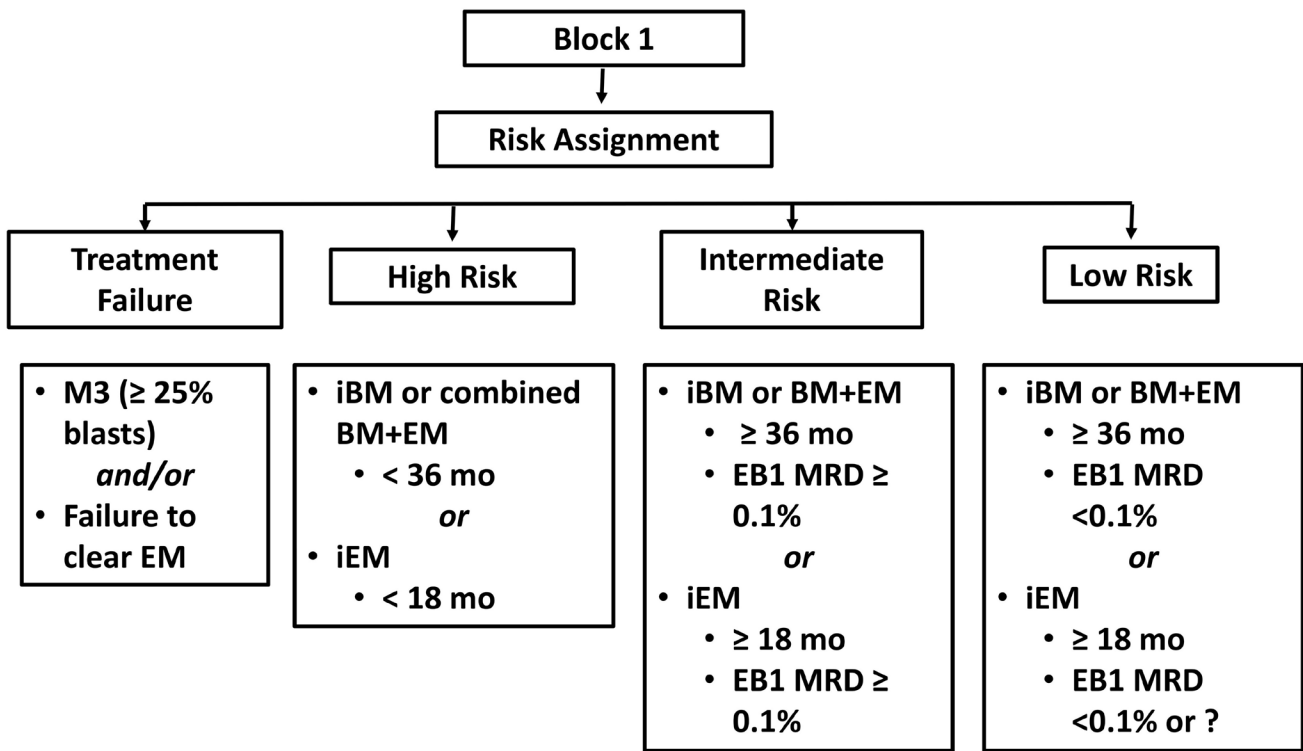 Block 1
Risk Assignment
Treatment
Failure
High Risk
Intermediate
Risk
Low Risk
• M3 (≥ 25%
blasts)
and/or
• Failure to
clear EM
• iBM or combined
BM+EM
• < 36 mo
or
• iEM
• < 18 mo
• iBM or BM+EM
• ≥ 36 mo
• EB1 MRD ≥
0.1%
or
• iEM
• ≥ 18 mo
• EB1 MRD ≥
0.1%
• iBM or BM+EM
• ≥ 36 mo
• EB1 MRD
<0.1%
or
• iEM
• ≥ 18 mo
• EB1 MRD
<0.1% or ?